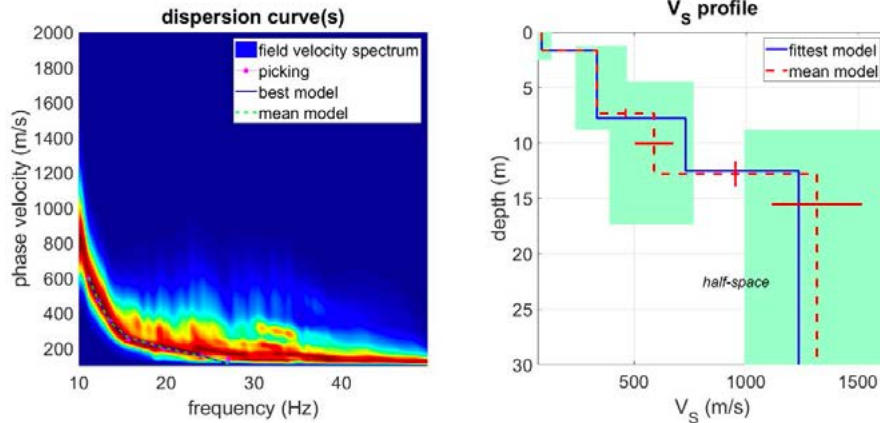 dispersion curve(s)
2000
1800
1600
1400
1200
1000
800
600
400
200
phase velocity (m/s)
field velocity spectrum
picking
best model
mean model
10
20
30
40
frequency (Hz)
V_S profile
0
5
10
15
20
25
30
depth (m)
fittest model
mean model
half-space
500
1000
1500
V_S (m/s)